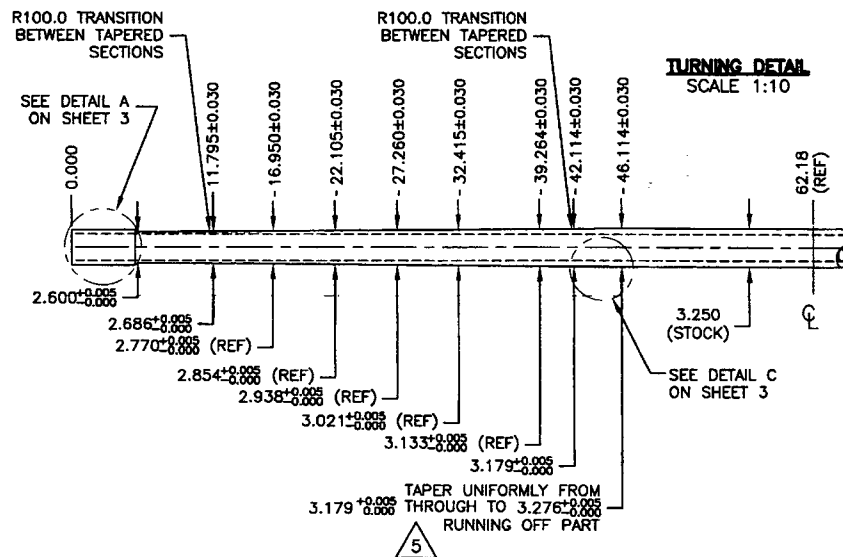 R100.0 TRANSITION
BETWEEN TAPERED
SECTIONS
R100.0 TRANSITION
BETWEEN TAPERED
SECTIONS
TURNING DETAIL
SCALE 1:10
SEE DETAIL A
ON SHEET 3
0.000
11.795±0.030
16.950±0.030
22.105±0.030
27.260±0.030
32.415±0.030
39.264±0.030
42.114±0.030
46.114±0.030
62.18
(REF)
2.600 +0.005
-0.000
2.686 +0.005
-0.000
2.770 +0.005
-0.000 (REF)
2.854 +0.005
-0.000 (REF)
2.938 +0.005
-0.000 (REF)
3.021 +0.005
-0.000 (REF)
3.133 +0.005
-0.000 (REF)
3.179 +0.005
-0.000
3.250
(STOCK)
℄
SEE DETAIL C
ON SHEET 3
TAPER UNIFORMLY FROM
3.179 +0.005
0.000 THROUGH TO 3.276 +0.005
-0.000
RUNNING OFF PART
5